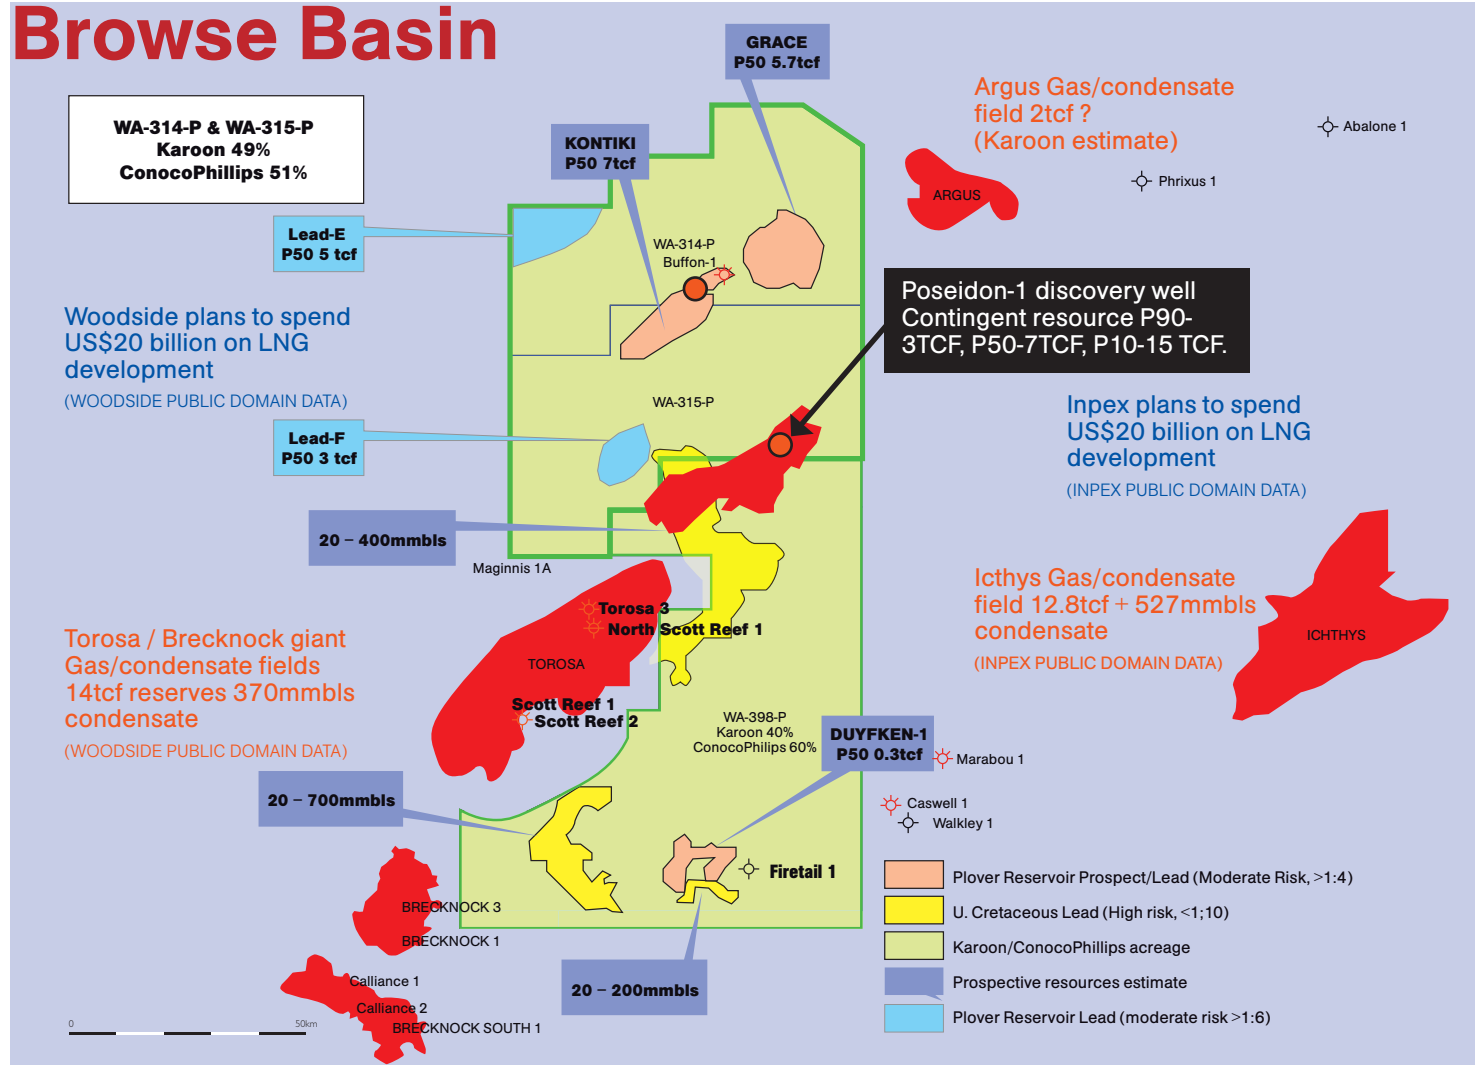 Browse Basin
WA-314-P & WA-315-P
Karoon 49%
ConocoPhillips 51%
GRACE
P50 5.7tcf
KONTIKI
P50 7tcf
Argus Gas/condensate
field 2tcf ?
(Karoon estimate)
Abalone 1
Phrixus 1
ARGUS
Lead-E
P50 5 tcf
WA-314-P
Buffon-1
Poseidon-1 discovery well
Contingent resource P90-
3TCF, P50-7TCF, P10-15 TCF.
Woodside plans to spend
US$20 billion on LNG
development
(WOODSIDE PUBLIC DOMAIN DATA)
WA-315-P
Inpex plans to spend
US$20 billion on LNG
development
(INPEX PUBLIC DOMAIN DATA)
Lead-F
P50 3 tcf
20 – 400mmbls
Maginnis 1A
Torosa 3
North Scott Reef 1
TOROSA
Scott Reef 1
Scott Reef 2
Icthys Gas/condensate
field 12.8tcf + 527mmbls
condensate
(INPEX PUBLIC DOMAIN DATA)
ICHTHYS
Torosa / Brecknock giant
Gas/condensate fields
14tcf reserves 370mmbls
condensate
(WOODSIDE PUBLIC DOMAIN DATA)
WA-398-P
Karoon 40%
ConocoPhilips 60%
DUYFKEN-1
P50 0.3tcf
Marabou 1
Caswell 1
Walkley 1
20 – 700mmbls
Firetail 1
BRECKNOCK 3
BRECKNOCK 1
Calliance 1
Calliance 2
BRECKNOCK SOUTH 1
20 – 200mmbls
0
50km
Plover Reservoir Prospect/Lead (Moderate Risk, >1:4)
U. Cretaceous Lead (High risk, <1;10)
Karoon/ConocoPhillips acreage
Prospective resources estimate
Plover Reservoir Lead (moderate risk >1:6)